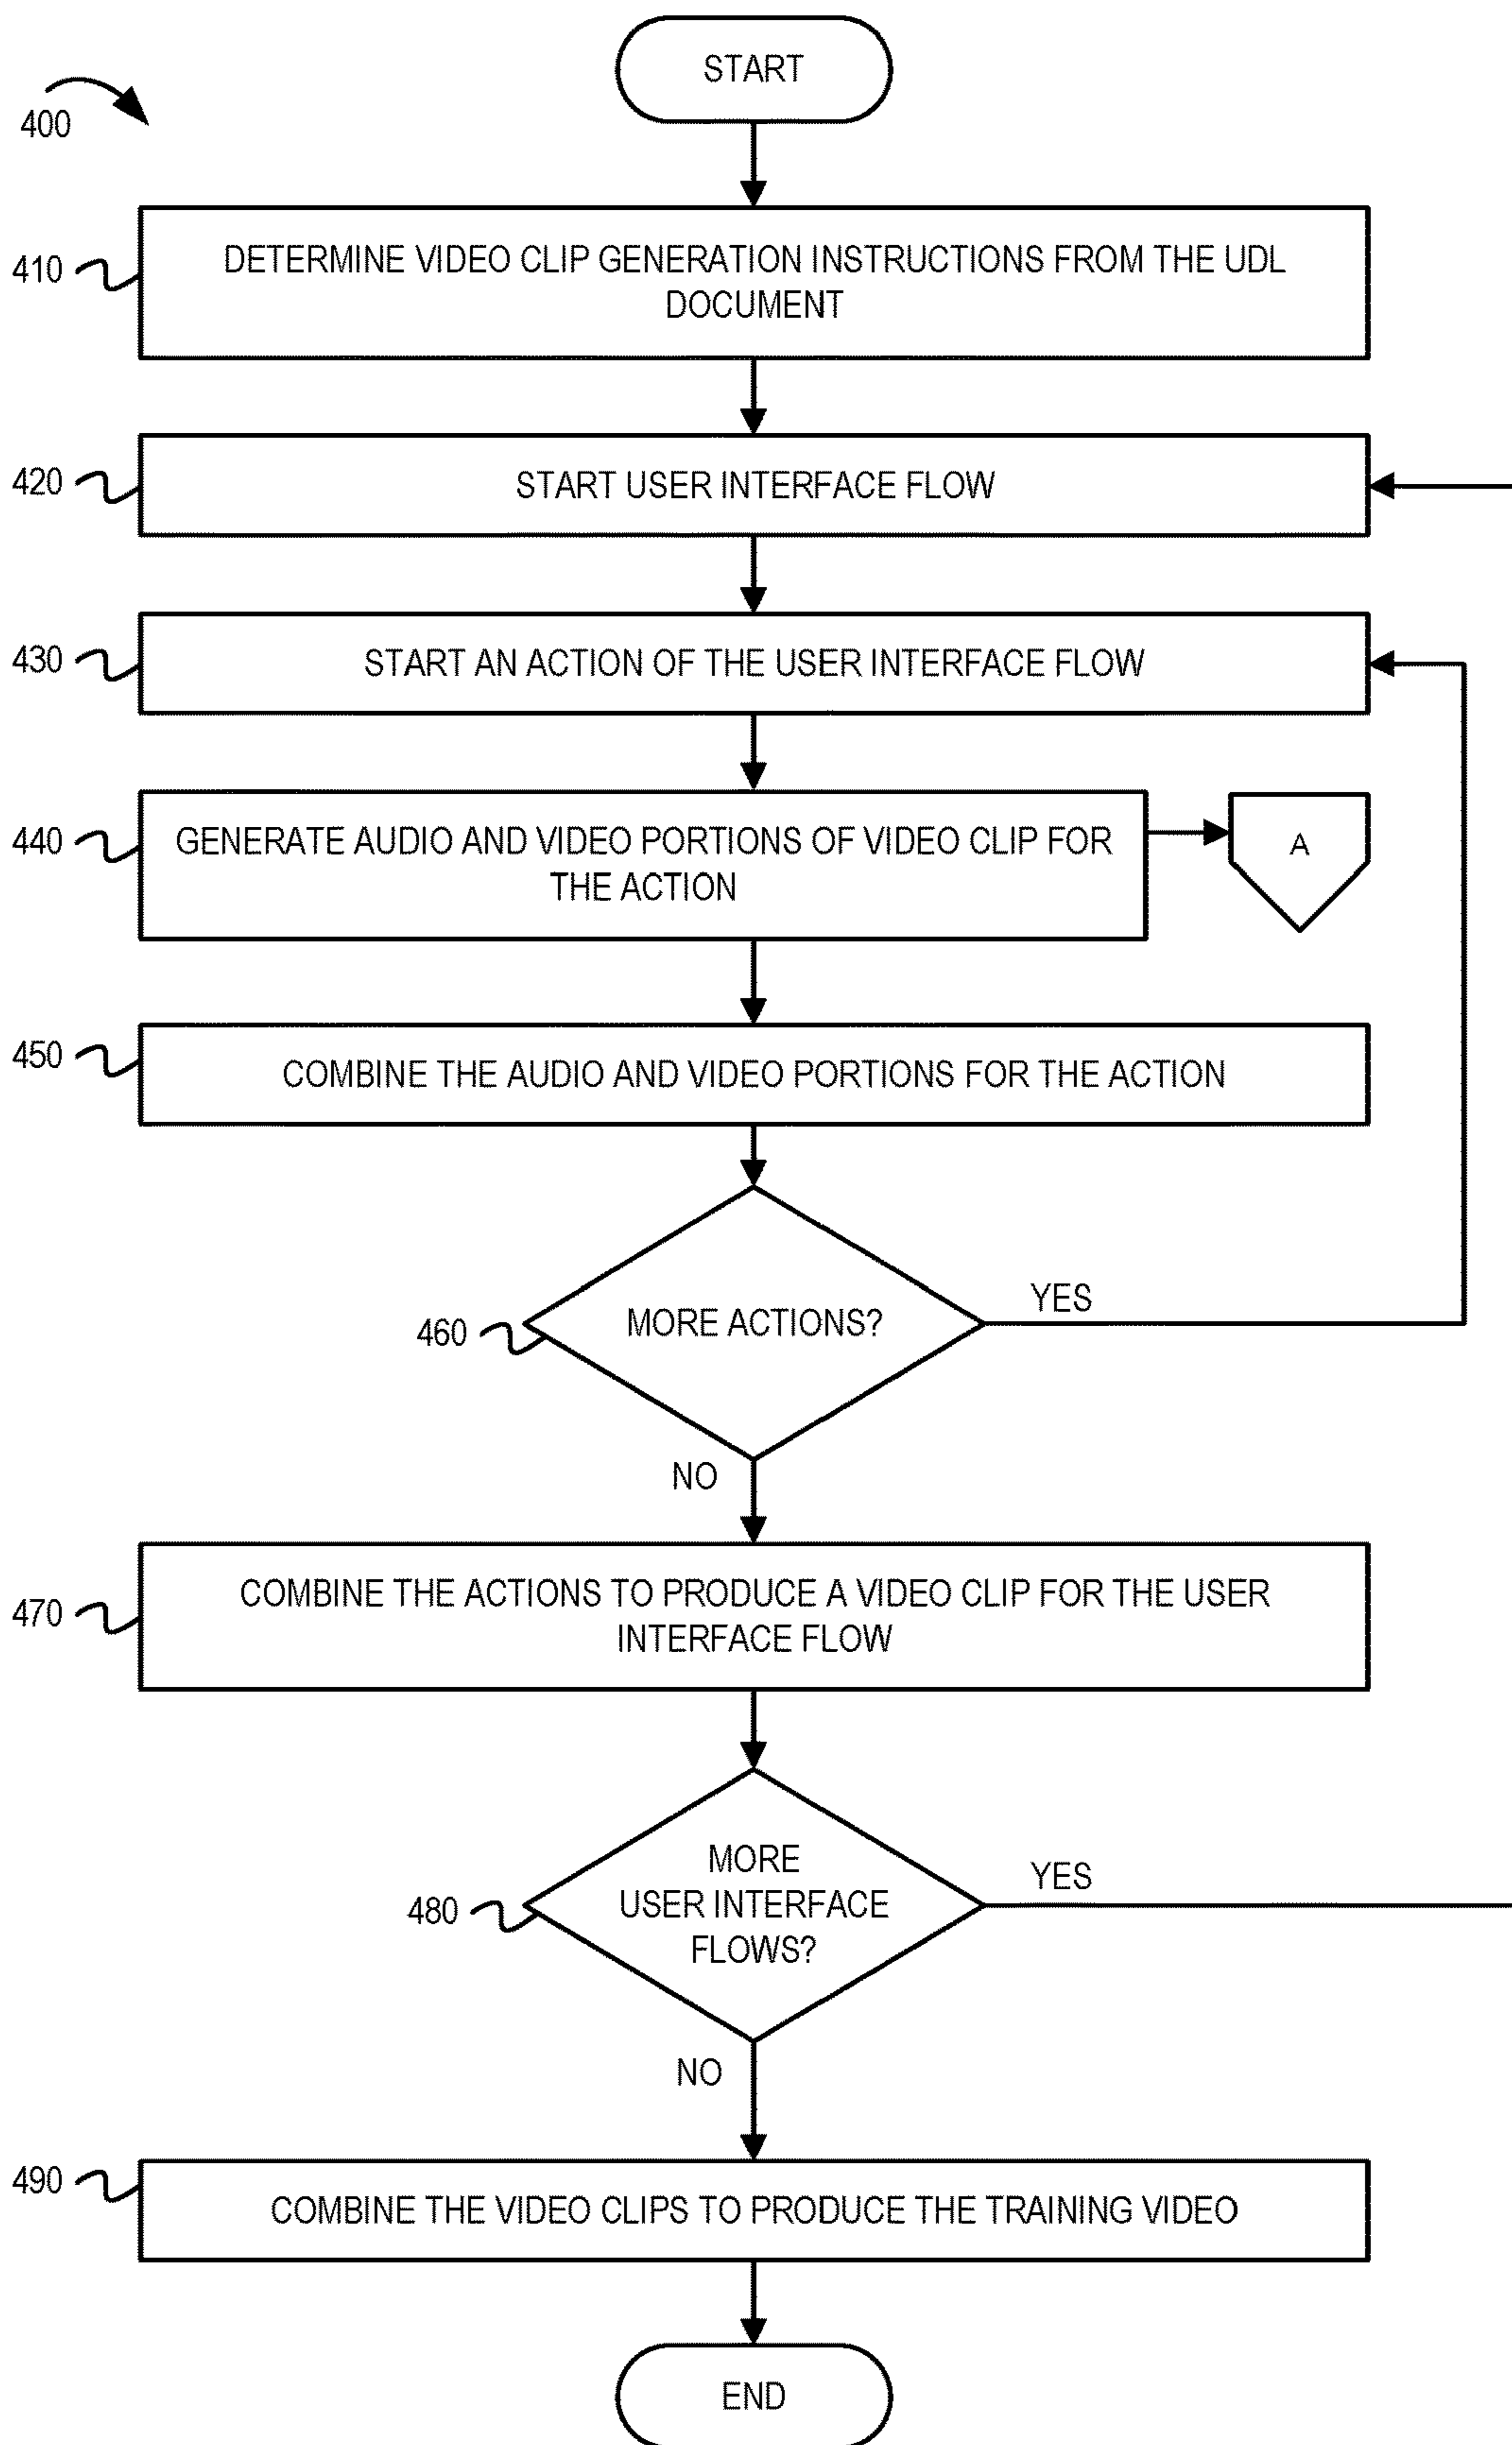 START
400
410
DETERMINE VIDEO CLIP GENERATION INSTRUCTIONS FROM THE UDL
DOCUMENT
420
START USER INTERFACE FLOW
430
START AN ACTION OF THE USER INTERFACE FLOW
440
GENERATE AUDIO AND VIDEO PORTIONS OF VIDEO CLIP FOR
THE ACTION
A
450
COMBINE THE AUDIO AND VIDEO PORTIONS FOR THE ACTION
460
MORE ACTIONS?
YES
NO
470
COMBINE THE ACTIONS TO PRODUCE A VIDEO CLIP FOR THE USER
INTERFACE FLOW
480
MORE
USER INTERFACE
FLOWS?
YES
NO
490
COMBINE THE VIDEO CLIPS TO PRODUCE THE TRAINING VIDEO
END